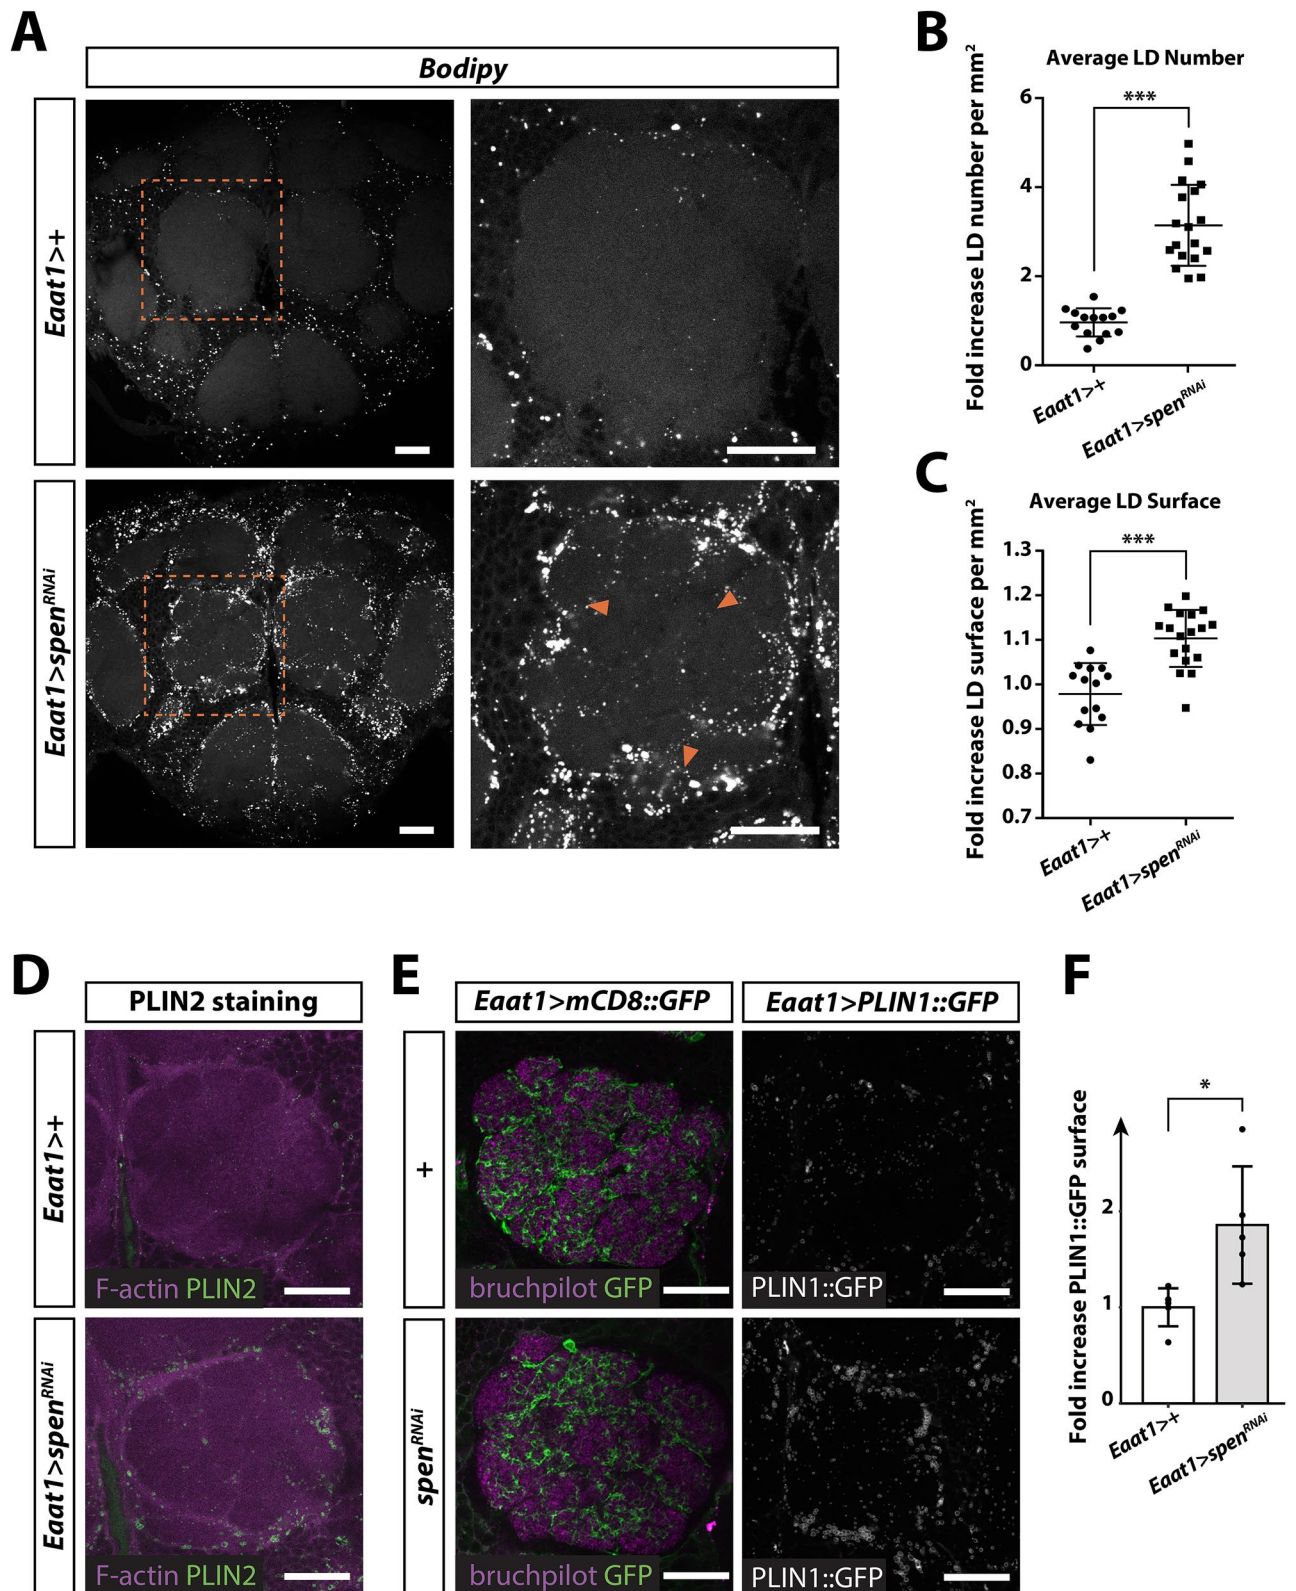 A
Bodipy
Eaat1>+
Eaat1>spenRNAi
B
Average LD Number
Fold increase LD number per mm²
6
4
2
0
***
Eaat1>+
Eaat1>spenRNAi
C
Average LD Surface
Fold increase LD surface per mm²
1.3
1.2
1.1
1.0
0.9
0.8
0.7
***
Eaat1>+
Eaat1>spenRNAi
D
PLIN2 staining
Eaat1>+
F-actin PLIN2
Eaat1>spenRNAi
F-actin PLIN2
E
Eaat1>mCD8::GFP
Eaat1>PLIN1::GFP
+
bruchpilot GFP
PLIN1::GFP
spenRNAi
bruchpilot GFP
PLIN1::GFP
F
Fold increase PLIN1::GFP surface
2
1
0
*
Eaat1>+
Eaat1>spenRNAi